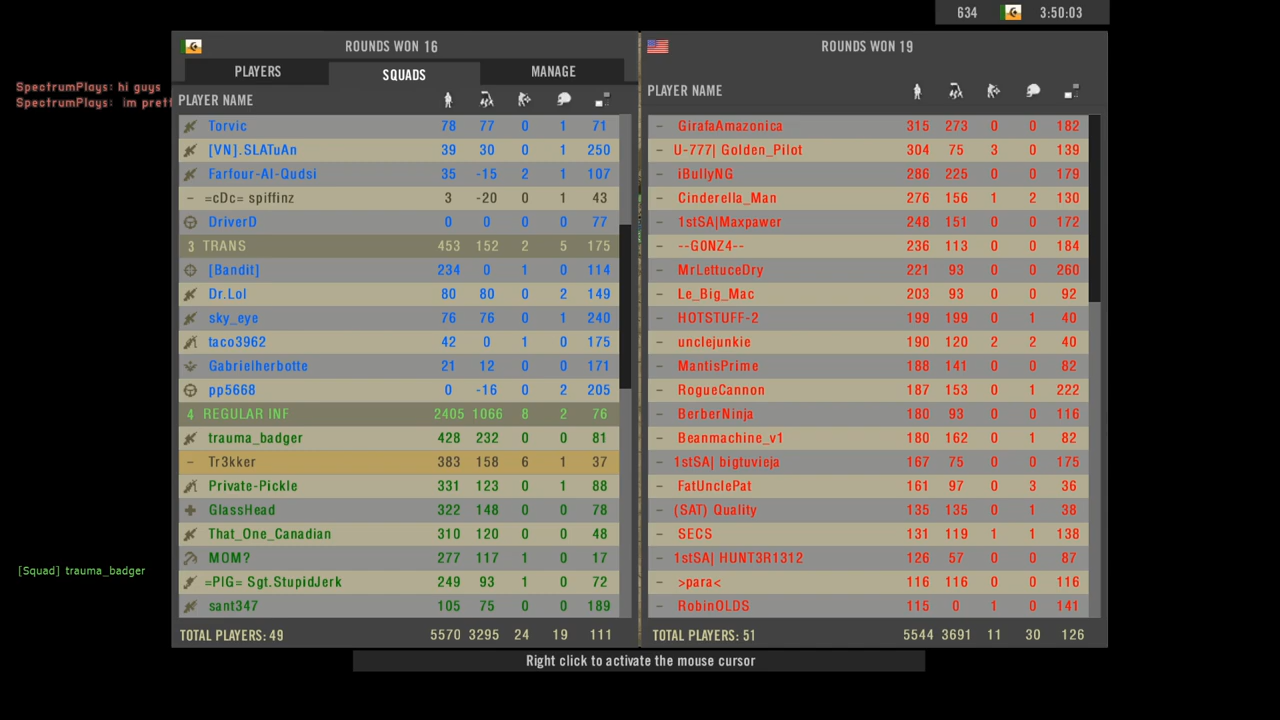 634 3:50:03
ROUNDS WON 16
PLAYERS SQUADS MANAGE
PLAYER NAME
Torvic 78 77 0 1 71
[VN].SLATuAn 39 30 0 1 250
Farfour-Al-Qudsi 35 -15 2 1 107
- =cDc= spiffinz 3 -20 0 1 43
DriverD 0 0 0 0 77
3 TRANS 453 152 2 5 175
[Bandit] 234 0 1 0 114
Dr.Lol 80 80 0 2 149
sky_eye 76 76 0 1 240
taco3962 42 0 1 0 175
Gabrielherbotte 21 12 0 0 171
pp5668 0 -16 0 2 205
4 REGULAR INF 2405 1066 8 2 76
trauma_badger 428 232 0 0 81
- Tr3kker 383 158 6 1 37
Private-Pickle 331 123 0 1 88
GlassHead 322 148 0 0 78
That_One_Canadian 310 120 0 0 48
MOM? 277 117 1 0 17
=PIG= Sgt.StupidJerk 249 93 1 0 72
sant347 105 75 0 0 189
TOTAL PLAYERS: 49 5570 3295 24 19 111
ROUNDS WON 19
PLAYER NAME
- GirafaAmazonica 315 273 0 0 182
- U-777| Golden_Pilot 304 75 3 0 139
- iBullyNG 286 225 0 0 179
- Cinderella_Man 276 156 1 2 130
- 1stSA|Maxpawer 248 151 0 0 172
- --G0NZ4-- 236 113 0 0 184
- MrLettuceDry 221 93 0 0 260
- Le_Big_Mac 203 93 0 0 92
- HOTSTUFF-2 199 199 0 1 40
- unclejunkie 190 120 2 2 40
- MantisPrime 188 141 0 0 82
- RogueCannon 187 153 0 1 222
- BerberNinja 180 93 0 0 116
- Beanmachine_v1 180 162 0 1 82
- 1stSA| bigtuvieja 167 75 0 0 175
- FatUnclePat 161 97 0 3 36
- (SAT) Quality 135 135 0 1 38
- SECS 131 119 1 1 138
- 1stSA| HUNT3R1312 126 57 0 0 87
- >para< 116 116 0 0 116
- RobinOLDS 115 0 1 0 141
TOTAL PLAYERS: 51 5544 3691 11 30 126
SpectrumPlays: hi guys
SpectrumPlays: im prett
[Squad] trauma_badger
Right click to activate the mouse cursor